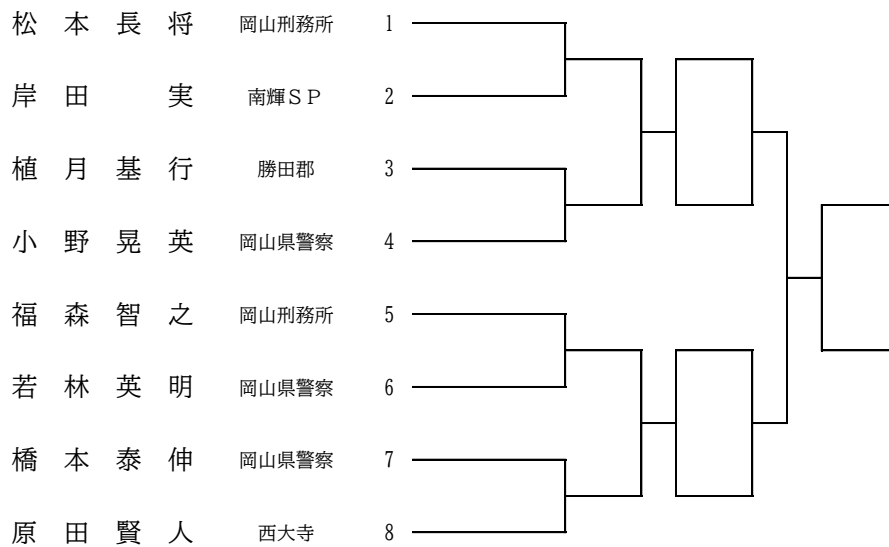 松本長将 岡山刑務所 1
岸田 実 南輝ＳＰ 2
植月基行 勝田郡 3
小野晃英 岡山県警察 4
福森智之 岡山刑務所 5
若林英明 岡山県警察 6
橋本泰伸 岡山県警察 7
原田賢人 西大寺 8